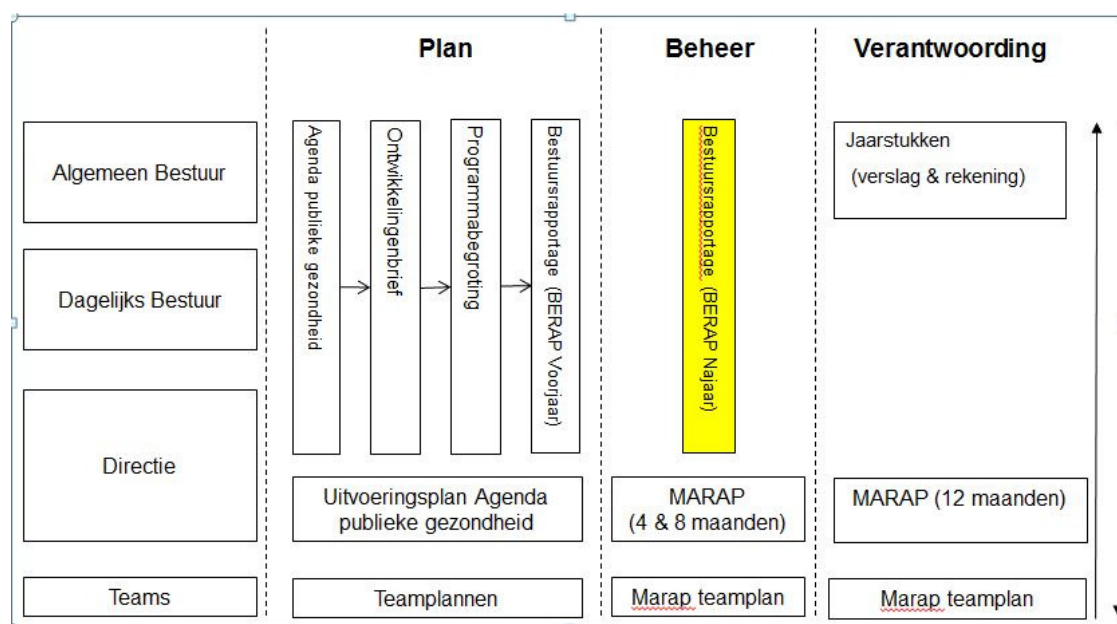 Plan
Beheer
Verantwoording
Algemeen Bestuur
Dagelijks Bestuur
Directie
Teams
Agenda publieke gezondheid
Ontwikkelingenbrief
Programmabegroting
Bestuursrapportage (BERAP Voorjaar)
Uitvoeringsplan Agenda
publieke gezondheid
Teamplannen
Bestuursrapportage (BERAP Najaar)
MARAP
(4 & 8 maanden)
Marap teamplan
Jaarstukken
(verslag & rekening)
MARAP (12 maanden)
Marap teamplan